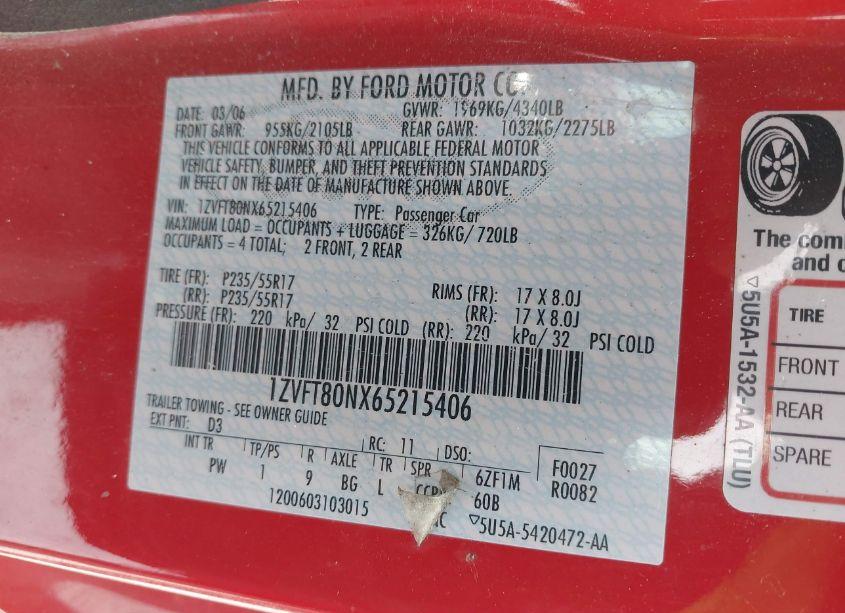 MFD. BY FORD MOTOR CO.
DATE: 03/06 GVWR: 1969KG/4340LB
FRONT GAWR: 955KG/2105LB REAR GAWR: 1032KG/2275LB
THIS VEHICLE CONFORMS TO ALL APPLICABLE FEDERAL MOTOR
VEHICLE SAFETY, BUMPER, AND THEFT PREVENTION STANDARDS
IN EFFECT ON THE DATE OF MANUFACTURE SHOWN ABOVE.
VIN: 1ZVFT80NX65215406 TYPE: Passenger Car
MAXIMUM LOAD = OCCUPANTS + LUGGAGE = 326KG/ 720LB
OCCUPANTS = 4 TOTAL; 2 FRONT, 2 REAR
TIRE (FR): P235/55R17 RIMS (FR): 17 X 8.0J
(RR): P235/55R17 (RR): 17 X 8.0J
PRESSURE (FR): 220 kPa/ 32 PSI COLD (RR): 220 kPa/ 32 PSI COLD
1ZVFT80NX65215406
TRAILER TOWING - SEE OWNER GUIDE
EXT PNT: D3 RC: 11 DSO:
INT TR TP/PS R AXLE TR SPR 6ZF1M F0027
PW 1 9 BG L 60B R0082
1200603103015 5U5A-5420472-AA
5U5A-1532-AA (TLU)
The com
and o
TIRE
FRONT
REAR
SPARE